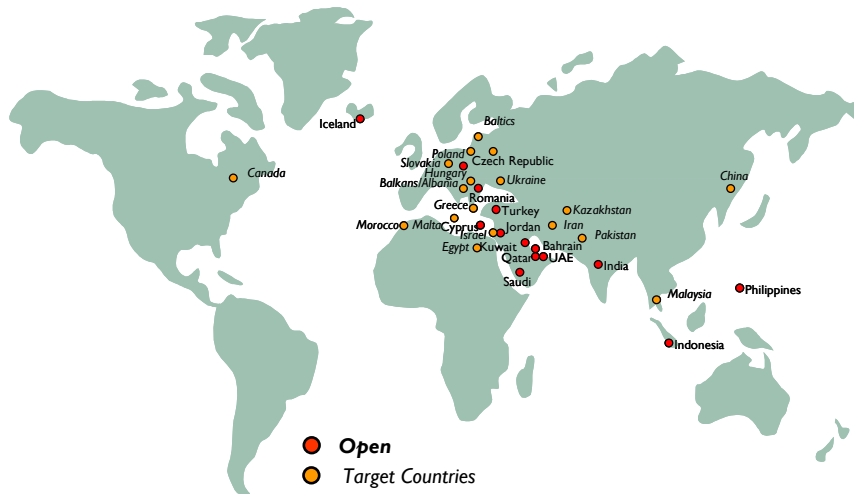 Baltics
Iceland
Poland
Slovakia
Czech Republic
Canada
Hungary
Ukraine
China
Balkans/Albania
Romania
Greece
Turkey
Kazakhstan
Morocco
Malta
Cyprus
Jordan
Iran
Israel
Pakistan
Egypt
Kuwait
Bahrain
Qatar
UAE
India
Saudi
Philippines
Malaysia
Indonesia
Open
Target Countries